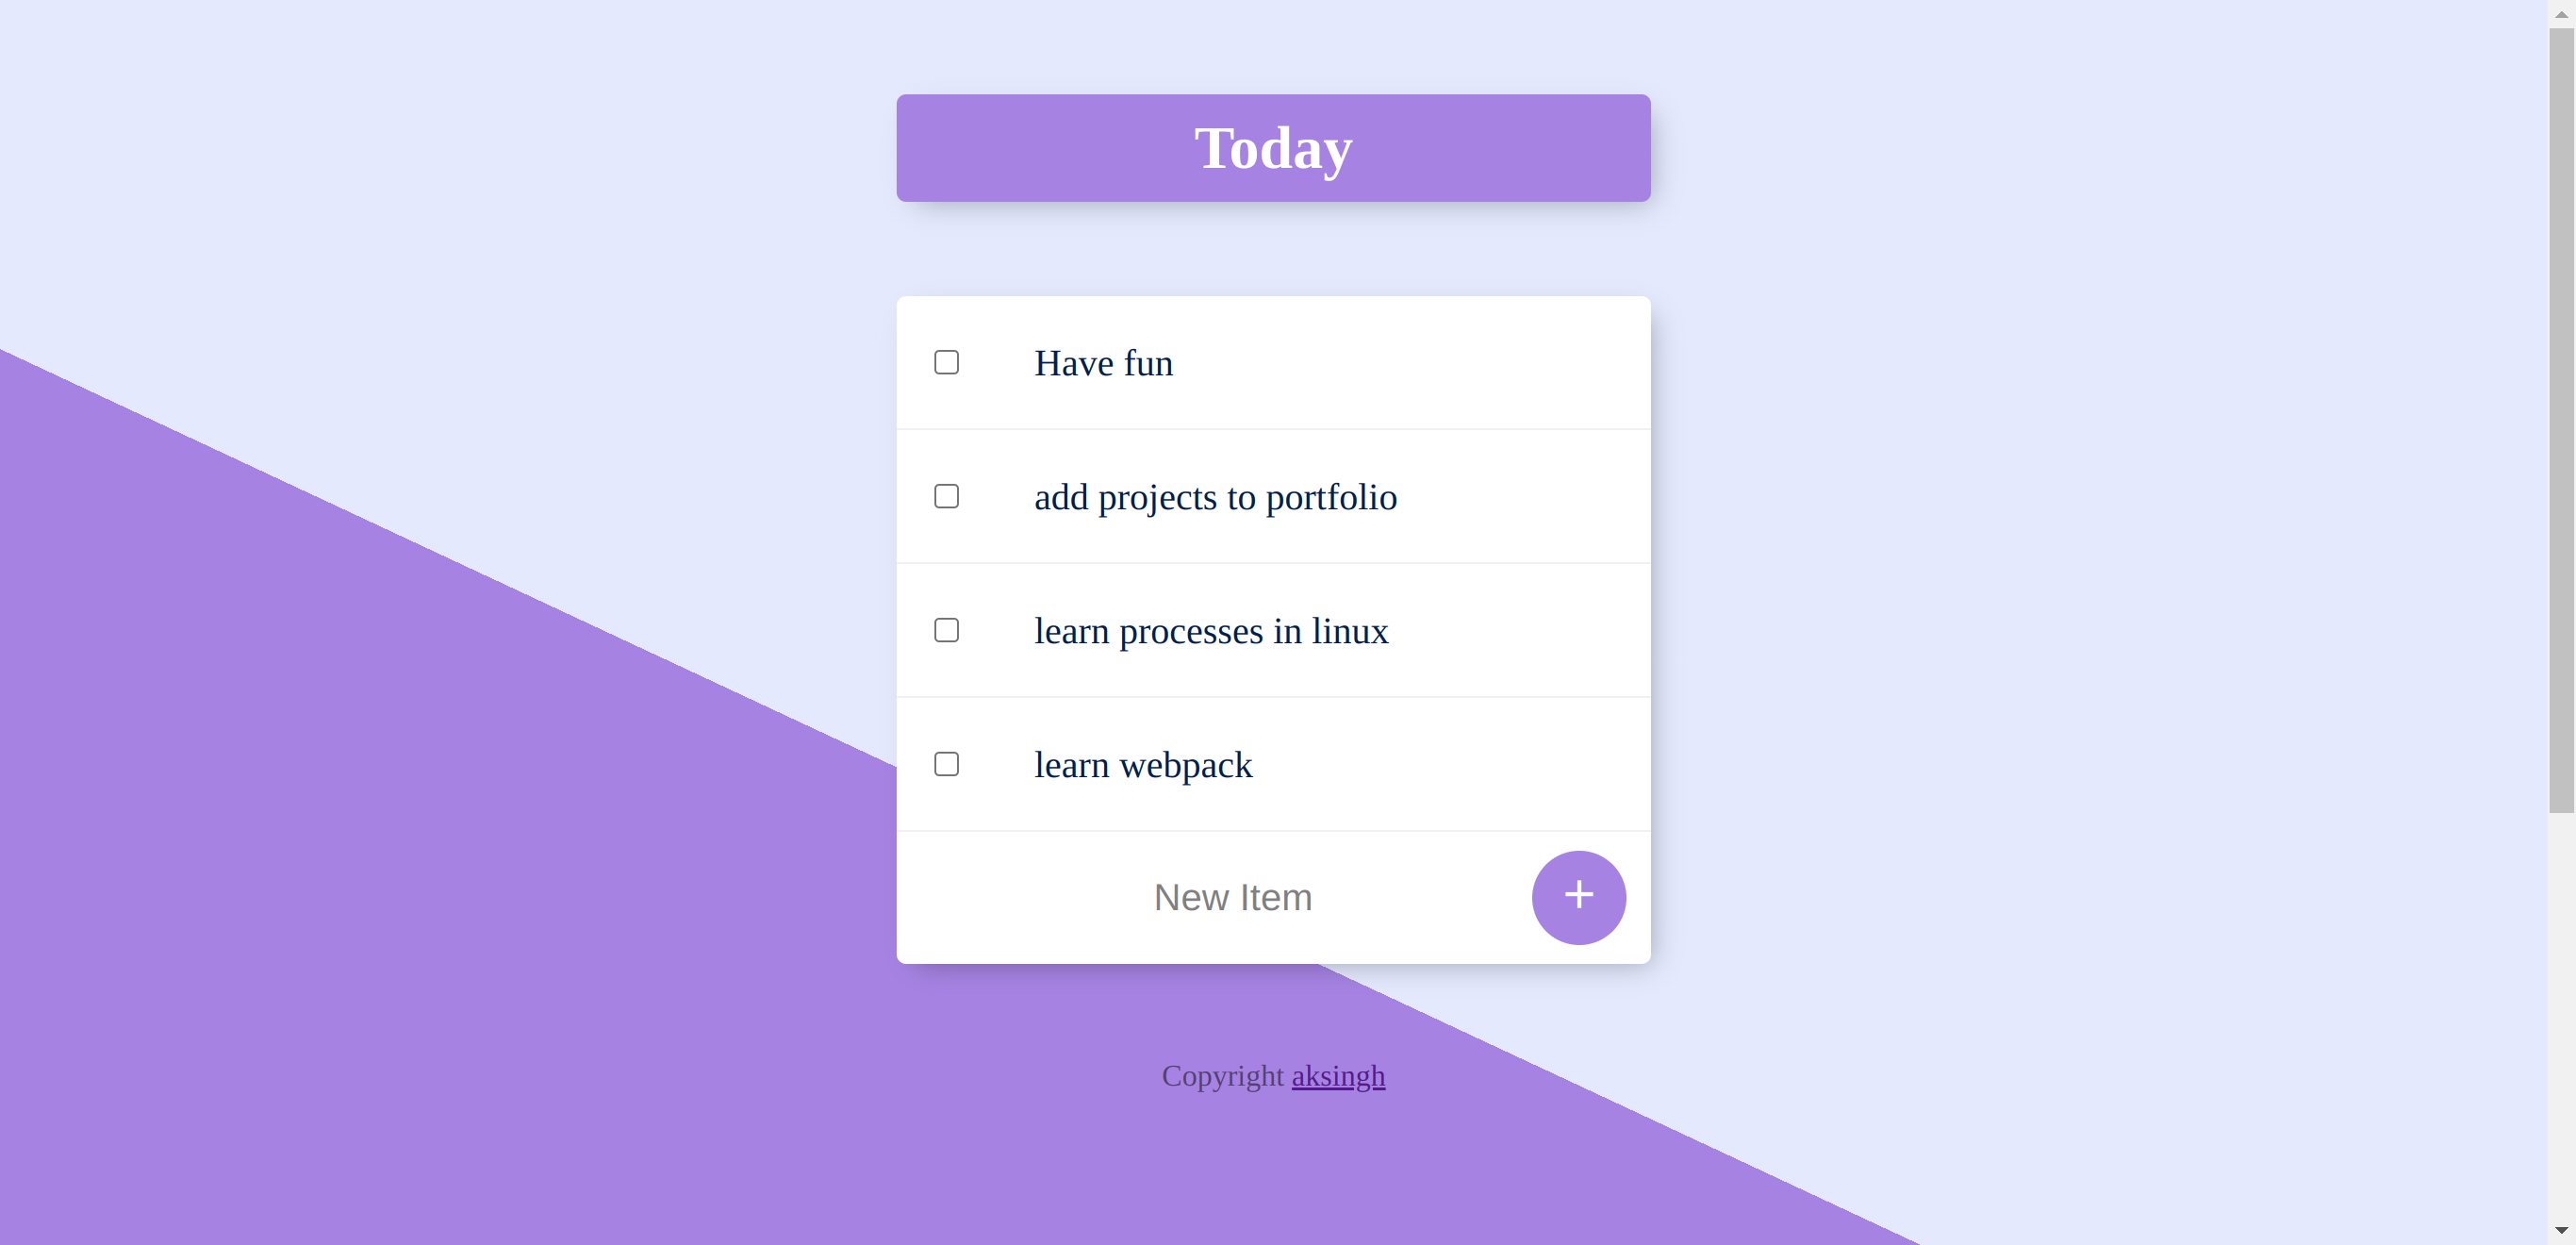 Today
Have fun
add projects to portfolio
learn processes in linux
learn webpack
New Item
+
Copyright aksingh